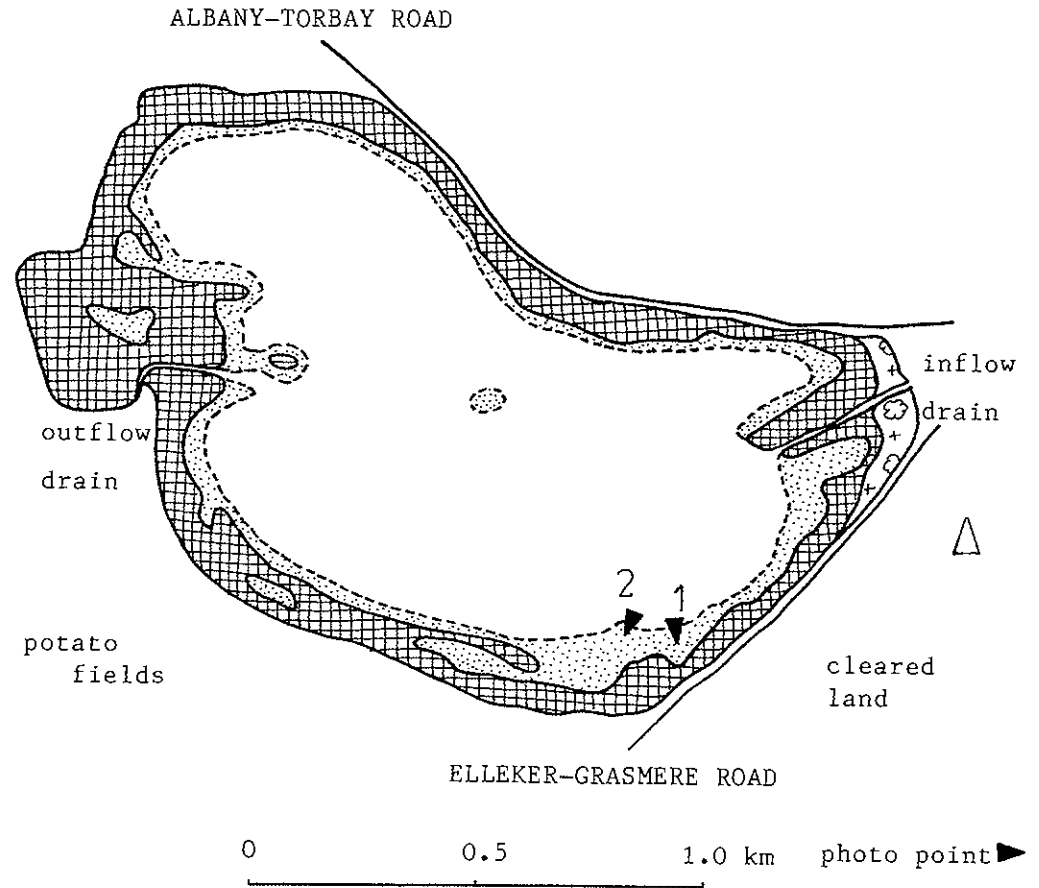 ALBANY-TORBAY ROAD
inflow
drain
outflow
drain
2
1
potato
fields
cleared
land
ELLEKER-GRASMERE ROAD
0 0.5 1.0 km photo point